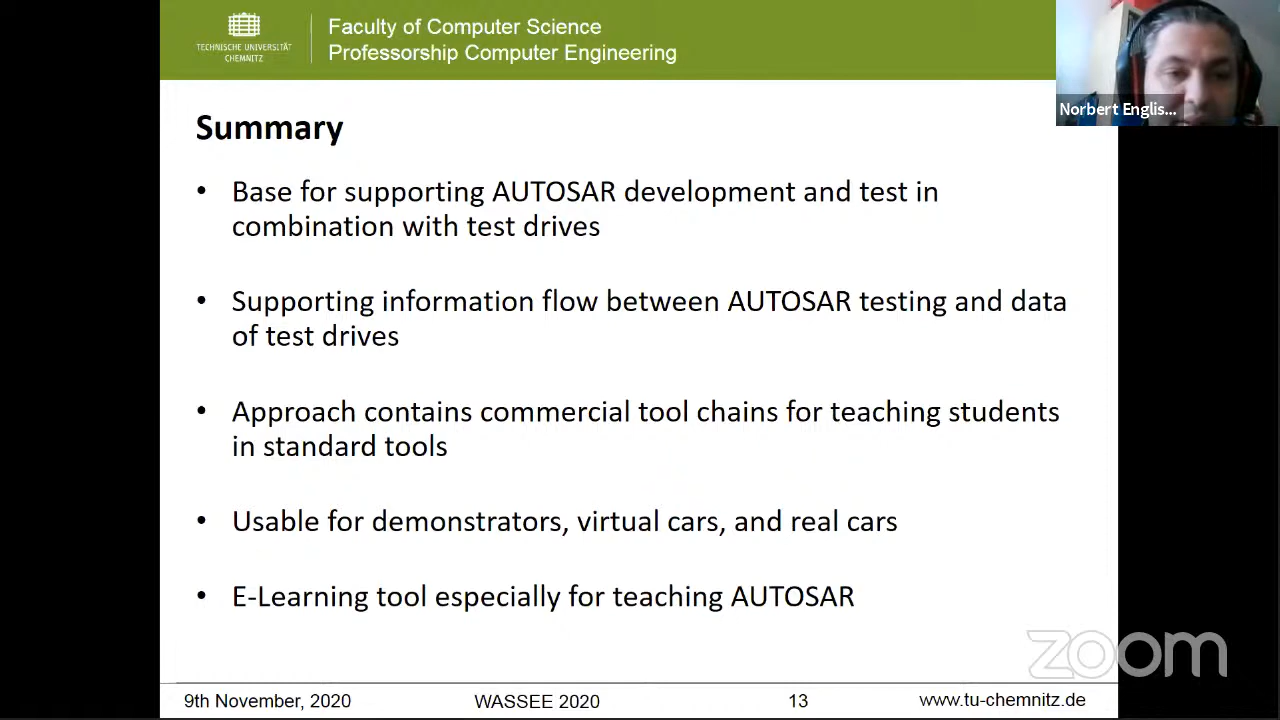 TECHNISCHE UNIVERSITÄT
CHEMNITZ
Faculty of Computer Science
Professorship Computer Engineering
Norbert Englis...
Summary
• Base for supporting AUTOSAR development and test in
combination with test drives
• Supporting information flow between AUTOSAR testing and data
of test drives
• Approach contains commercial tool chains for teaching students
in standard tools
• Usable for demonstrators, virtual cars, and real cars
• E-Learning tool especially for teaching AUTOSAR
zoom
9th November, 2020 WASSEE 2020 13 www.tu-chemnitz.de